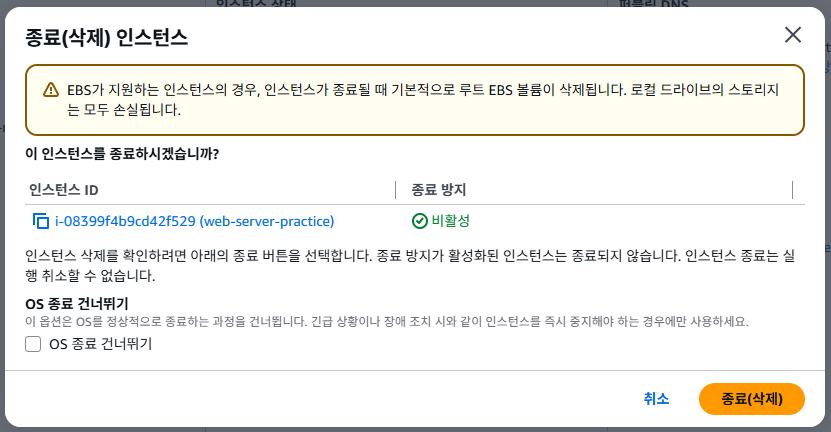 인스턴스 상태
퍼블릭 DNS
종료(삭제) 인스턴스
EBS가 지원하는 인스턴스의 경우, 인스턴스가 종료될 때 기본적으로 루트 EBS 볼륨이 삭제됩니다. 로컬 드라이브의 스토리지
는 모두 손실됩니다.
이 인스턴스를 종료하시겠습니까?
인스턴스 ID
종료 방지
i-08399f4b9cd42f529 (web-server-practice)
비활성
인스턴스 삭제를 확인하려면 아래의 종료 버튼을 선택합니다. 종료 방지가 활성화된 인스턴스는 종료되지 않습니다. 인스턴스 종료는 실
행 취소할 수 없습니다.
OS 종료 건너뛰기
이 옵션은 OS를 정상적으로 종료하는 과정을 건너뜁니다. 긴급 상황이나 장애 조치 시와 같이 인스턴스를 즉시 중지해야 하는 경우에만 사용하세요.
OS 종료 건너뛰기
취소
종료(삭제)